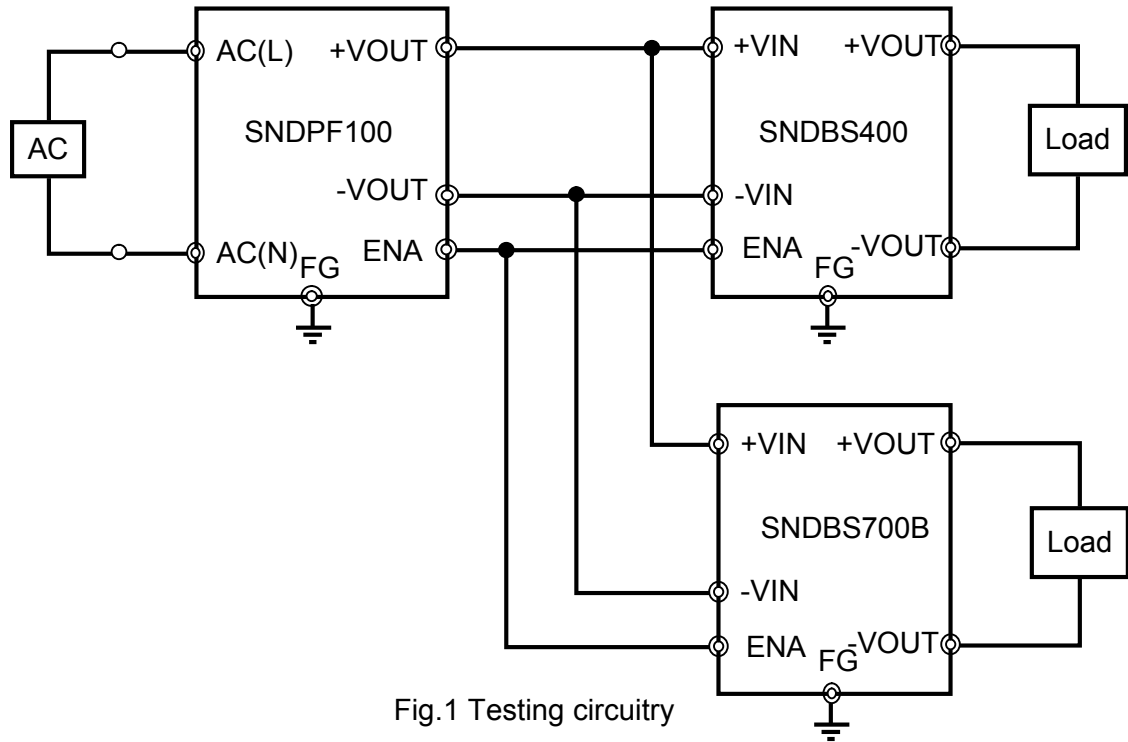 AC(L) +VOUT
SNDPF100
-VOUT
AC(N) ENA
FG
AC
+VIN +VOUT
SNDBS400
-VIN
ENA -VOUT
FG
Load
+VIN +VOUT
SNDBS700B
-VIN
ENA -VOUT
FG
Load
Fig.1 Testing circuitry